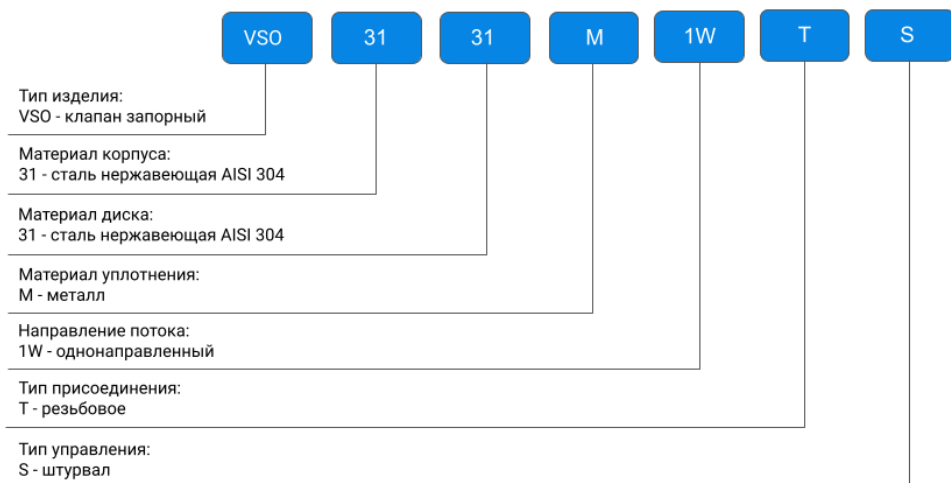 VSO 31 31 M 1W T S
Тип изделия:
VSO - клапан запорный
Материал корпуса:
31 - сталь нержавеющая AISI 304
Материал диска:
31 - сталь нержавеющая AISI 304
Материал уплотнения:
М - металл
Направление потока:
1W - однонаправленный
Тип присоединения:
Т - резьбовое
Тип управления:
S - штурвал